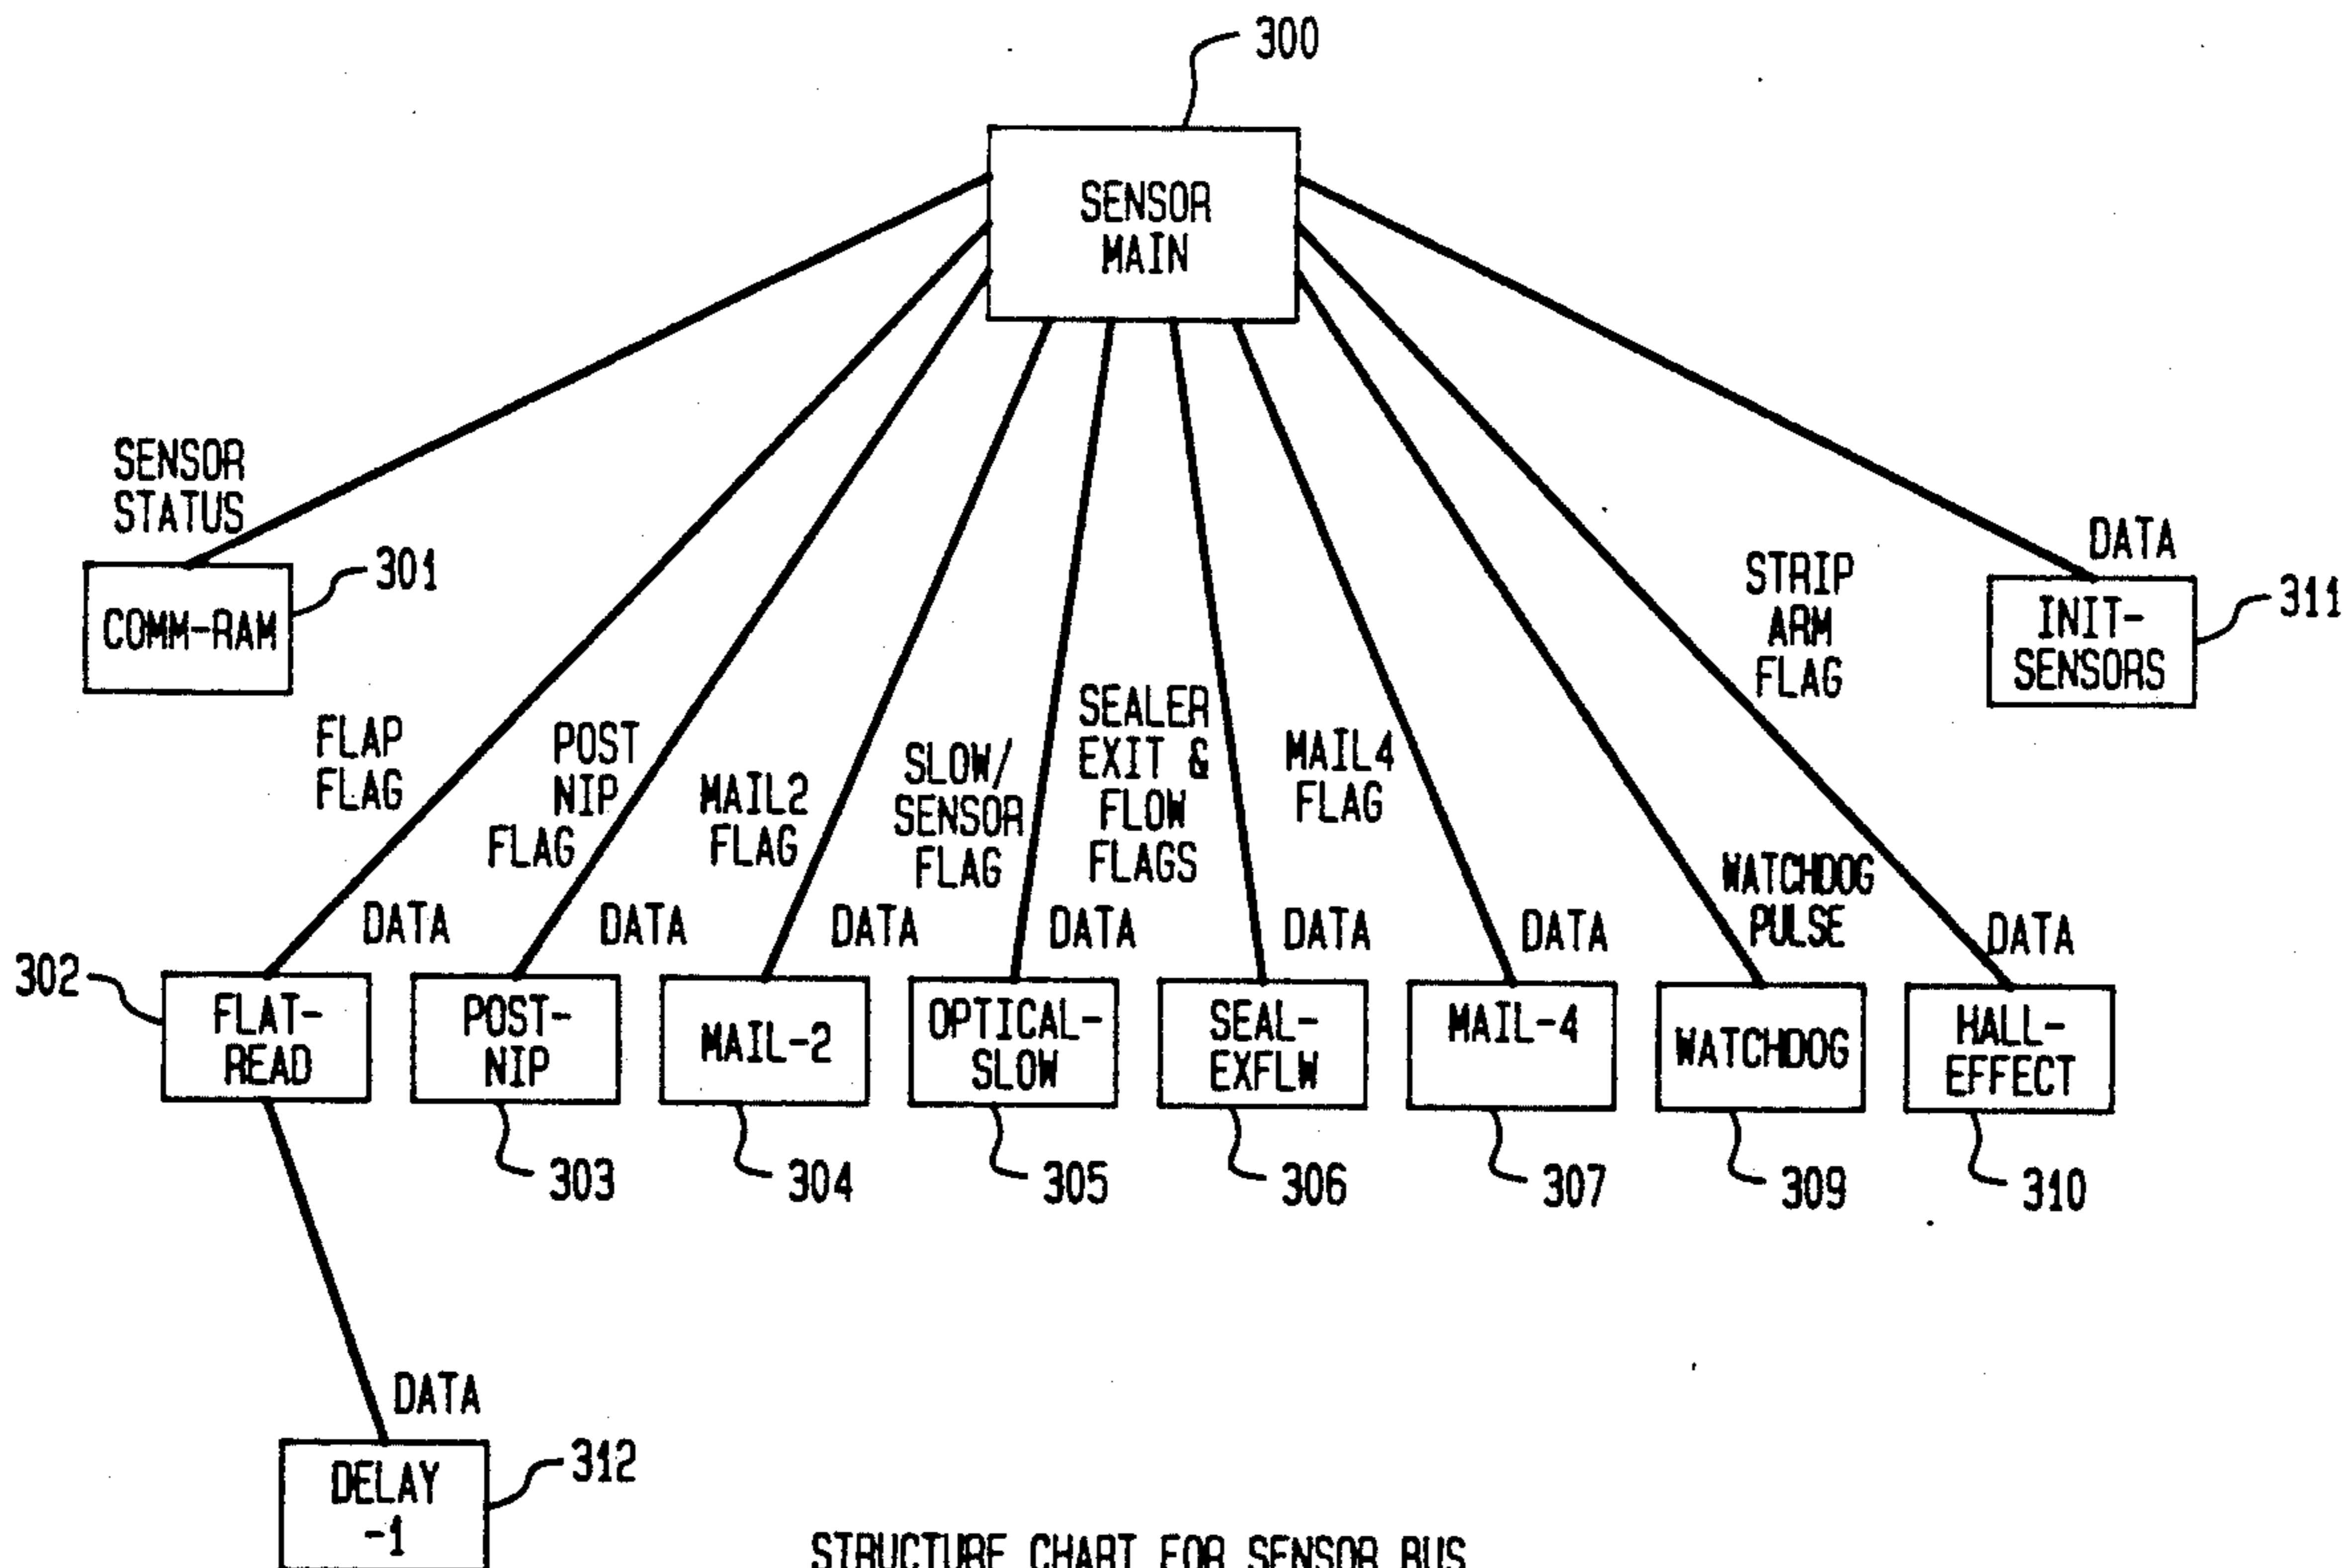 300
SENSOR
MAIN
SENSOR
STATUS
301
COMM-RAM
DATA
311
INIT-
SENSORS
STRIP
ARM
FLAG
FLAP
FLAG
POST
NIP
FLAG
MAIL2
FLAG
SLOW/
SENSOR
FLAG
SEALER
EXIT &
FLOW
FLAGS
MAIL4
FLAG
WATCHDOG
PULSE
DATA
DATA
DATA
DATA
DATA
DATA
DATA
302
FLAT-
READ
POST-
NIP
MAIL-2
OPTICAL-
SLOW
SEAL-
EXFLW
MAIL-4
WATCHDOG
HALL-
EFFECT
303
304
305
306
307
309
310
DATA
312
DELAY
-1
STRUCTURE CHART FOR SENSOR BUS